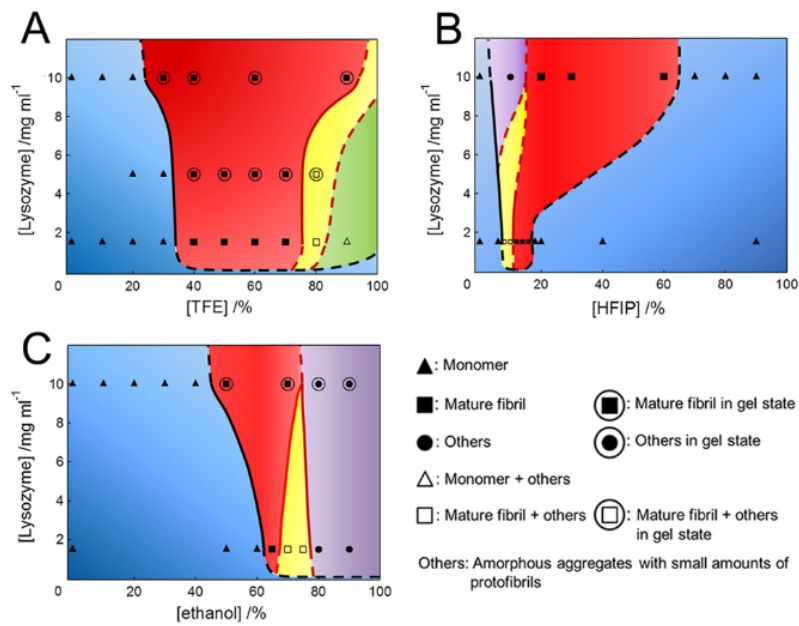 A
[Lysozyme] /mg ml-1
10
8
6
4
2
0 20 40 60 80 100
[TFE] /%
B
[Lysozyme] /mg ml-1
10
8
6
4
2
0 20 40 60 80 100
[HFIP] /%
C
[Lysozyme] /mg ml-1
10
8
6
4
2
0 20 40 60 80 100
[ethanol] /%
: Monomer
: Mature fibril
: Mature fibril in gel state
: Others
: Others in gel state
: Monomer + others
: Mature fibril + others
: Mature fibril + others
in gel state
Others: Amorphous aggregates with small amounts of
protofibrils